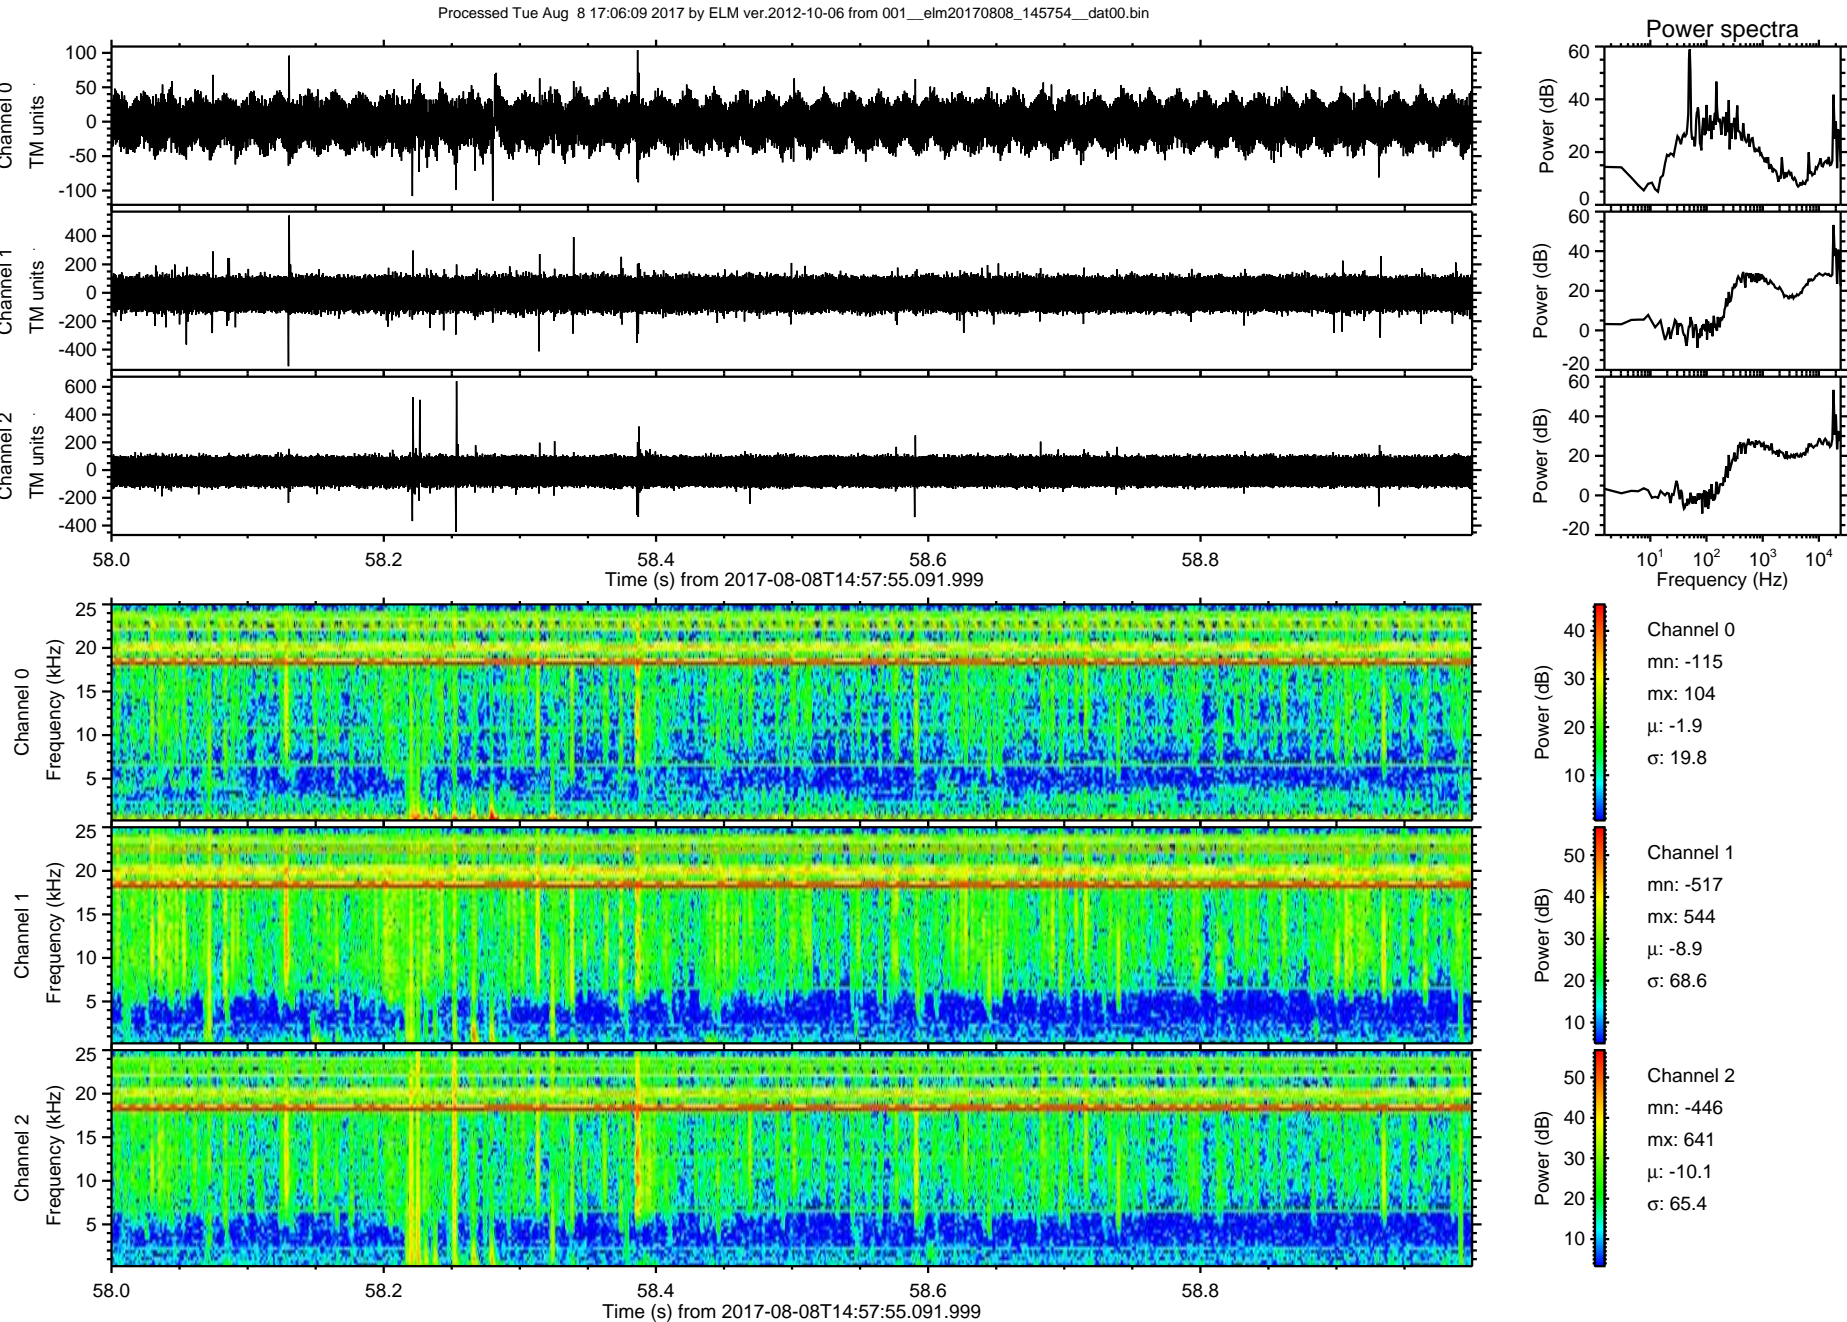 Processed Tue Aug  8 17:06:09 2017 by ELM ver.2012-10-06 from 001__elm20170808_145754__dat00.bin
Power spectra
Channel 0
TM units
100
50
0
-50
-100
Power (dB)
60
40
20
0
Channel 1
TM units
400
200
0
-200
-400
Power (dB)
60
40
20
0
-20
Channel 2
TM units
600
400
200
0
-200
-400
Power (dB)
60
40
20
0
-20
58.0 58.2 58.4 58.6 58.8
Time (s) from 2017-08-08T14:57:55.091.999
10¹ 10² 10³ 10⁴
Frequency (Hz)
Channel 0
Frequency (kHz)
25
20
15
10
5
Power (dB)
40
30
20
10
Channel 0
mn: -115
mx: 104
μ: -1.9
σ: 19.8
Channel 1
Frequency (kHz)
25
20
15
10
5
Power (dB)
50
40
30
20
10
Channel 1
mn: -517
mx: 544
μ: -8.9
σ: 68.6
Channel 2
Frequency (kHz)
25
20
15
10
5
Power (dB)
50
40
30
20
10
Channel 2
mn: -446
mx: 641
μ: -10.1
σ: 65.4
58.0 58.2 58.4 58.6 58.8
Time (s) from 2017-08-08T14:57:55.091.999